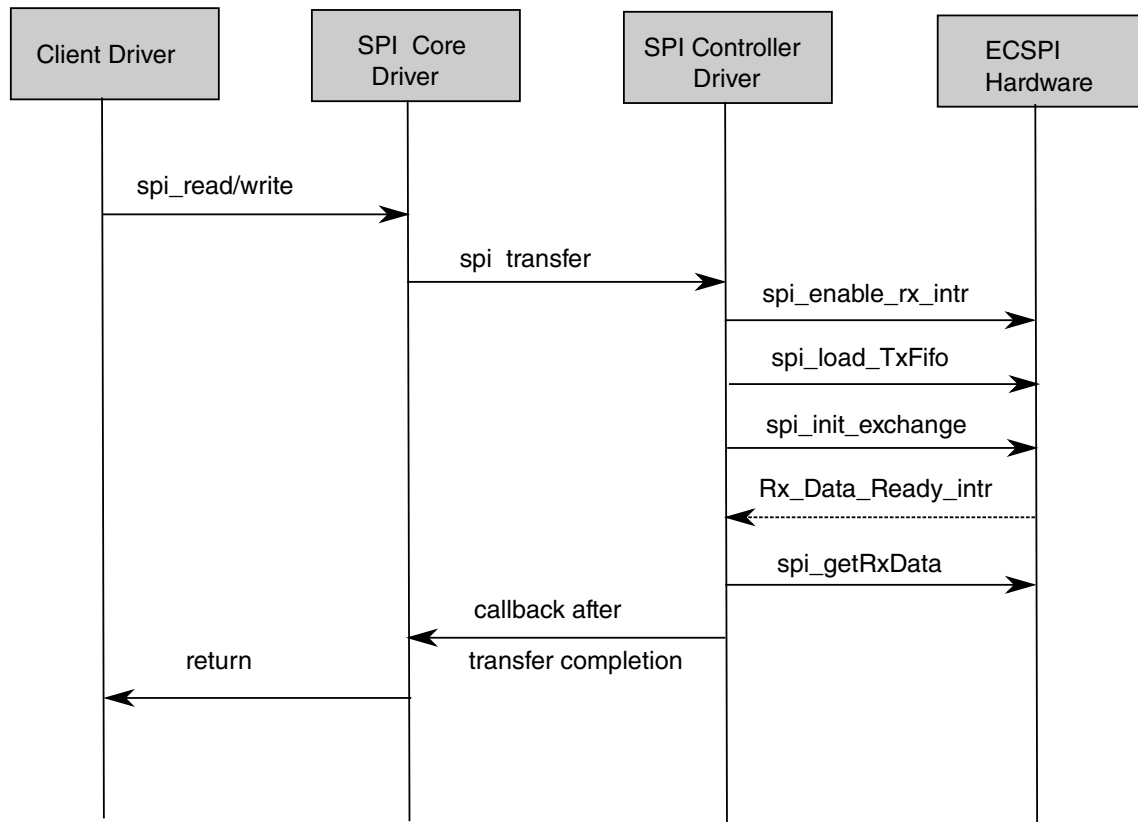 Client Driver
SPI Core
Driver
SPI Controller
Driver
ECSPI
Hardware
spi_read/write
spi transfer
spi_enable_rx_intr
spi_load_TxFifo
spi_init_exchange
Rx_Data_Ready_intr
spi_getRxData
callback after
transfer completion
return